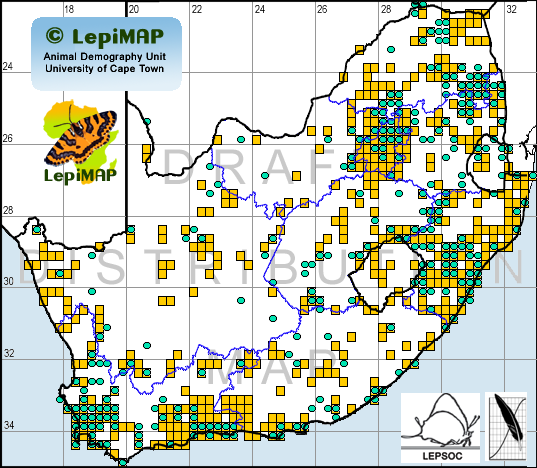 18 20 22 24 26 28 30 32
© LepiMAP
Animal Demography Unit
University of Cape Town
24
LepiMAP
26
DRAFT
28
DISTRIBUTION
30
32
MAP
34
LEPSOC